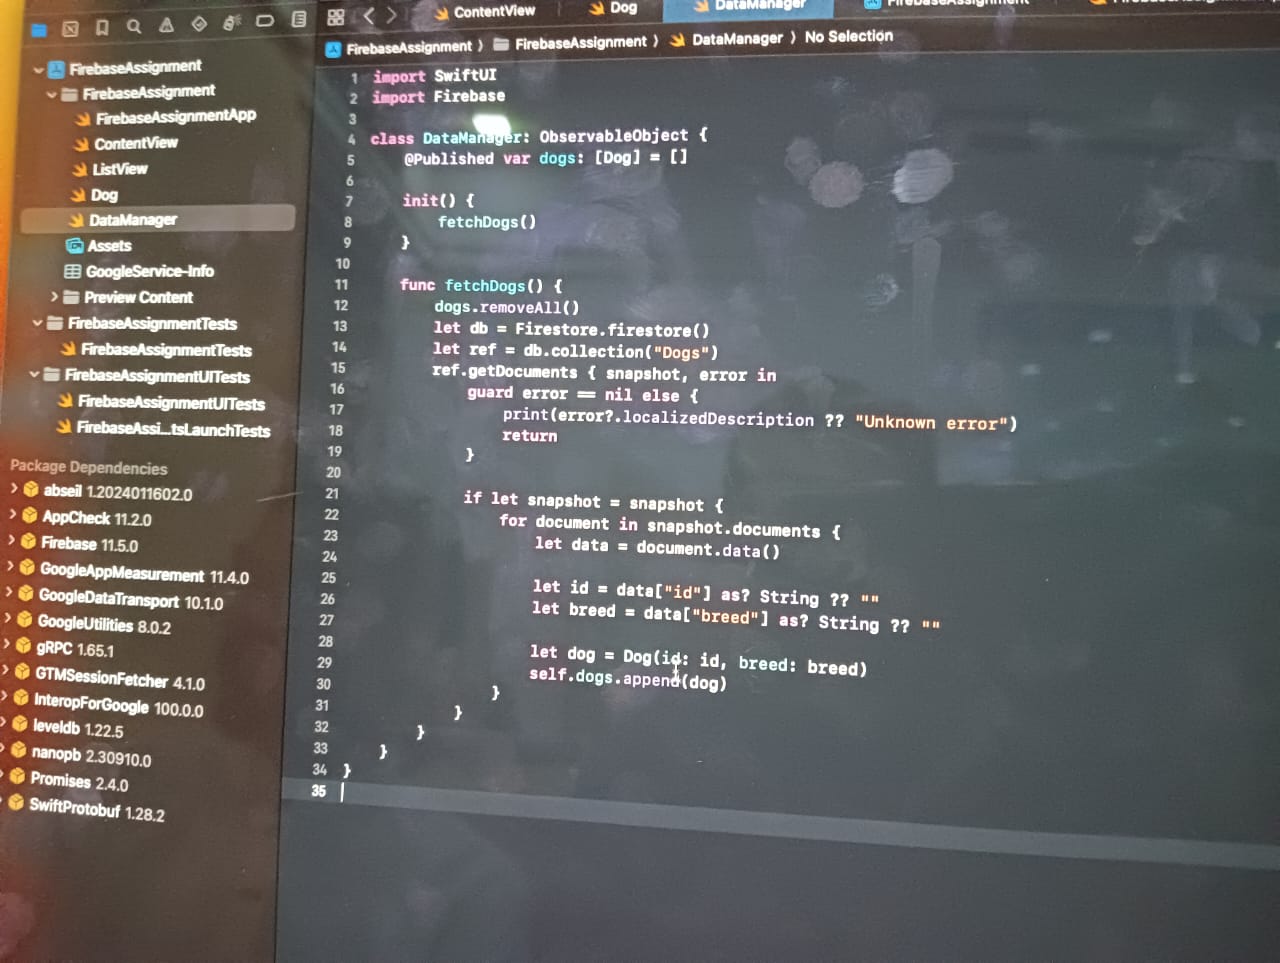 ContentView
Dog
DataManager
FirebaseAssignment
FirebaseAssignment 〉 FirebaseAssignment 〉 DataManager 〉 No Selection
FirebaseAssignment
FirebaseAssignment
FirebaseAssignmentApp
ContentView
ListView
Dog
DataManager
Assets
GoogleService-Info
Preview Content
FirebaseAssignmentTests
FirebaseAssignmentTests
FirebaseAssignmentUITests
FirebaseAssignmentUITests
FirebaseAssi...tsLaunchTests
Package Dependencies
abseil 1.2024011602.0
AppCheck 11.2.0
Firebase 11.5.0
GoogleAppMeasurement 11.4.0
GoogleDataTransport 10.1.0
GoogleUtilities 8.0.2
gRPC 1.65.1
GTMSessionFetcher 4.1.0
InteropForGoogle 100.0.0
leveldb 1.22.5
nanopb 2.30910.0
Promises 2.4.0
SwiftProtobuf 1.28.2
1 import SwiftUI
2 import Firebase
3
4 class DataManager: ObservableObject {
5 @Published var dogs: [Dog] = []
6
7 init() {
8 fetchDogs()
9 }
10
11 func fetchDogs() {
12 dogs.removeAll()
13 let db = Firestore.firestore()
14 let ref = db.collection("Dogs")
15 ref.getDocuments { snapshot, error in
16 guard error == nil else {
17 print(error?.localizedDescription ?? "Unknown error")
18 return
19 }
20
21 if let snapshot = snapshot {
22 for document in snapshot.documents {
23 let data = document.data()
24
25 let id = data["id"] as? String ?? ""
26 let breed = data["breed"] as? String ?? ""
27
28 let dog = Dog(id: id, breed: breed)
29 self.dogs.append(dog)
30 }
31 }
32 }
33 }
34 }
35